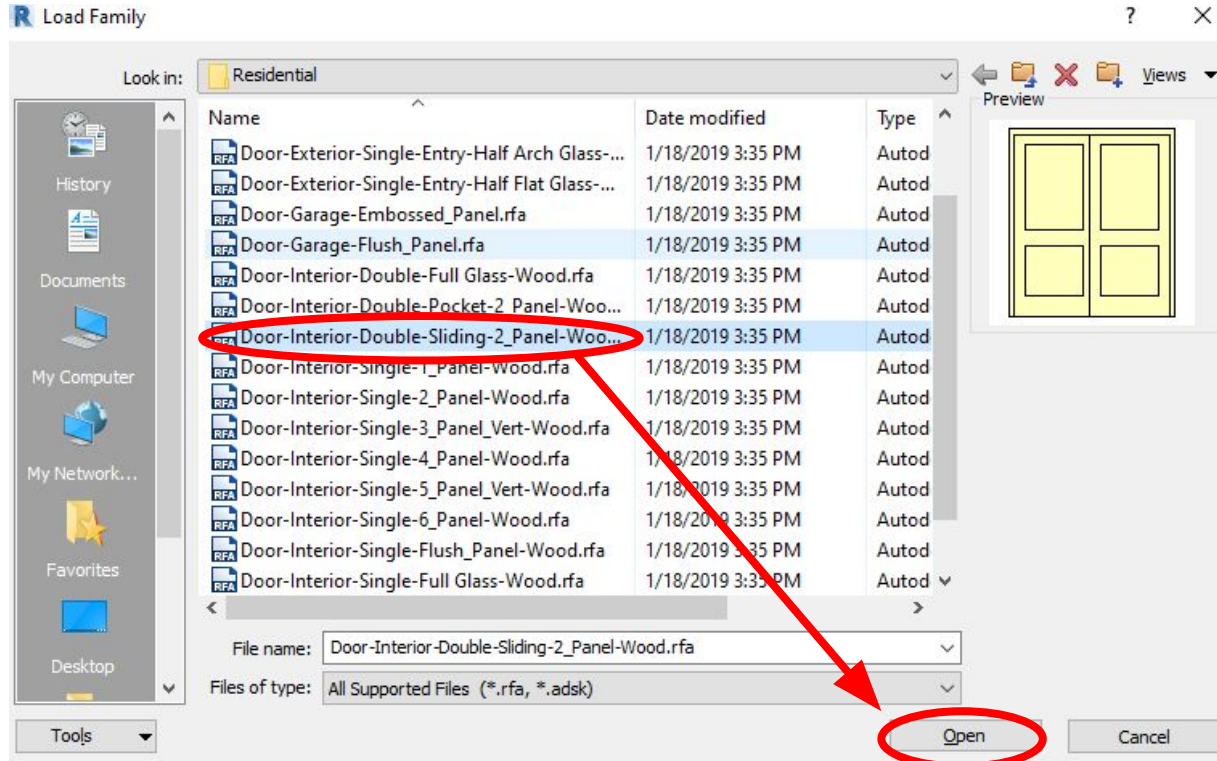 Load Family
Look in: Residential Views
Preview
Name Date modified Type
Door-Exterior-Single-Entry-Half Arch Glass-... 1/18/2019 3:35 PM Autod
Door-Exterior-Single-Entry-Half Flat Glass-... 1/18/2019 3:35 PM Autod
Door-Garage-Embossed_Panel.rfa 1/18/2019 3:35 PM Autod
Door-Garage-Flush_Panel.rfa 1/18/2019 3:35 PM Autod
Door-Interior-Double-Full Glass-Wood.rfa 1/18/2019 3:35 PM Autod
Door-Interior-Double-Pocket-2_Panel-Woo... 1/18/2019 3:35 PM Autod
Door-Interior-Double-Sliding-2_Panel-Woo... 1/18/2019 3:35 PM Autod
Door-Interior-Single-1_Panel-Wood.rfa 1/18/2019 3:35 PM Autod
Door-Interior-Single-2_Panel-Wood.rfa 1/18/2019 3:35 PM Autod
Door-Interior-Single-3_Panel_Vert-Wood.rfa 1/18/2019 3:35 PM Autod
Door-Interior-Single-4_Panel-Wood.rfa 1/18/2019 3:35 PM Autod
Door-Interior-Single-5_Panel_Vert-Wood.rfa 1/18/2019 3:35 PM Autod
Door-Interior-Single-6_Panel-Wood.rfa 1/18/2019 3:35 PM Autod
Door-Interior-Single-Flush_Panel-Wood.rfa 1/18/2019 3:35 PM Autod
Door-Interior-Single-Full Glass-Wood.rfa 1/18/2019 3:35 PM Autod
History
Documents
My Computer
My Network...
Favorites
Desktop
File name: Door-Interior-Double-Sliding-2_Panel-Wood.rfa
Files of type: All Supported Files (*.rfa, *.adsk)
Tools Open Cancel